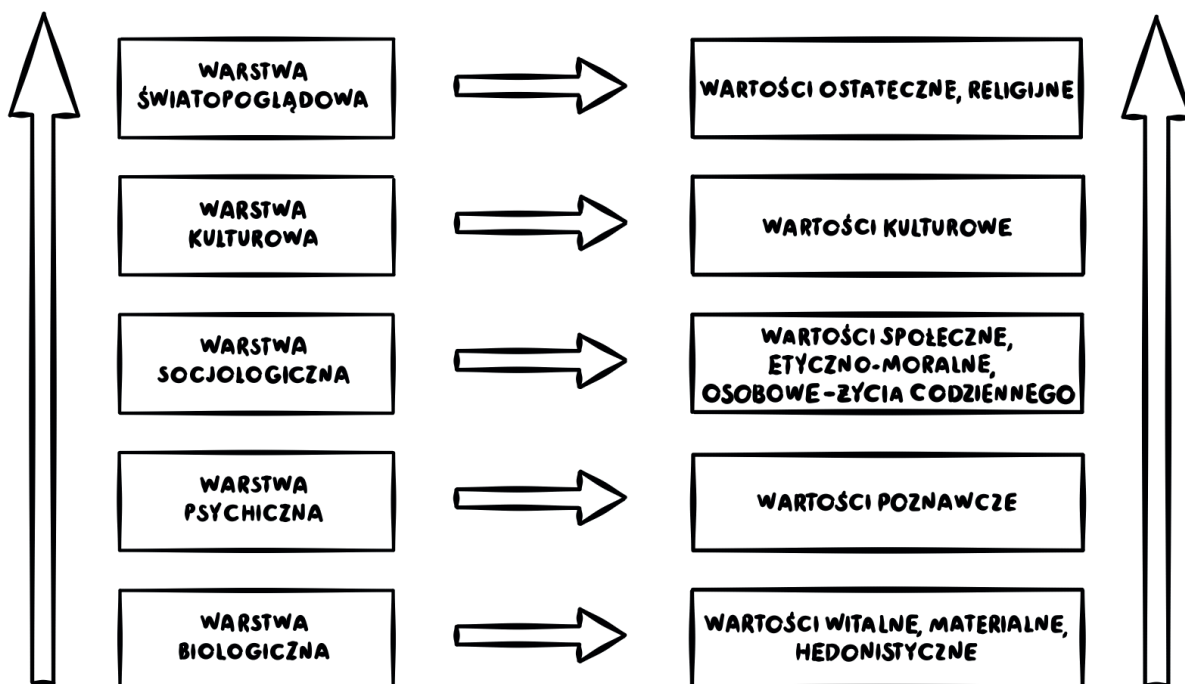 WARSTWA
ŚWIATOPOGLĄDOWA
WARTOŚCI OSTATECZNE, RELIGIJNE
WARSTWA
KULTUROWA
WARTOŚCI KULTUROWE
WARSTWA
SOCJOLOGICZNA
WARTOŚCI SPOŁECZNE,
ETYCZNO-MORALNE,
OSOBOWE-ZYCIA CODZIENNEGO
WARSTWA
PSYCHICZNA
WARTOŚCI POZNAWCZE
WARSTWA
BIOLOGICZNA
WARTOŚCI WITALNE, MATERIALNE,
HEDONISTYCZNE